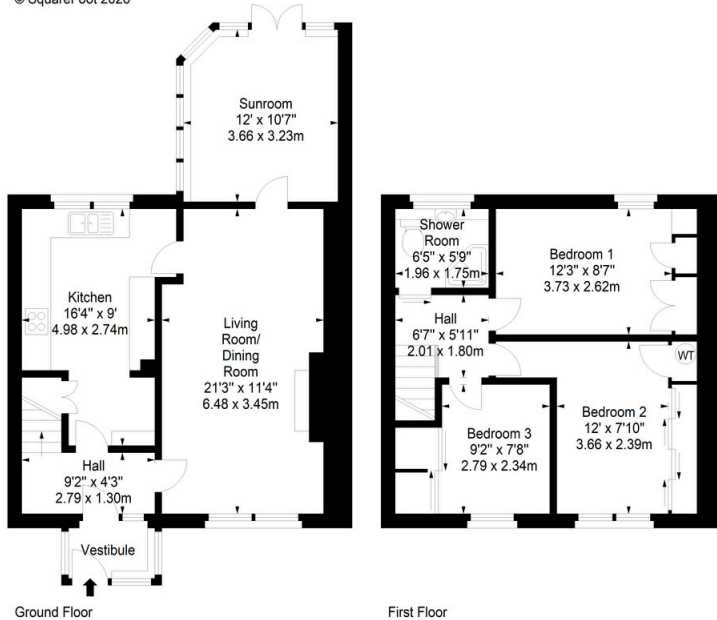 © SquareFoot 2026
Sunroom
12' x 10'7"
3.66 x 3.23m
Kitchen
16'4" x 9'
4.98 x 2.74m
Living
Room/
Dining
Room
21'3" x 11'4"
6.48 x 3.45m
Hall
9'2" x 4'3"
2.79 x 1.30m
Vestibule
Ground Floor
Shower
Room
6'5" x 5'9"
1.96 x 1.75m
Bedroom 1
12'3" x 8'7"
3.73 x 2.62m
Hall
6'7" x 5'11"
2.01 x 1.80m
WT
Bedroom 2
12' x 7'10"
3.66 x 2.39m
Bedroom 3
9'2" x 7'8"
2.79 x 2.34m
First Floor